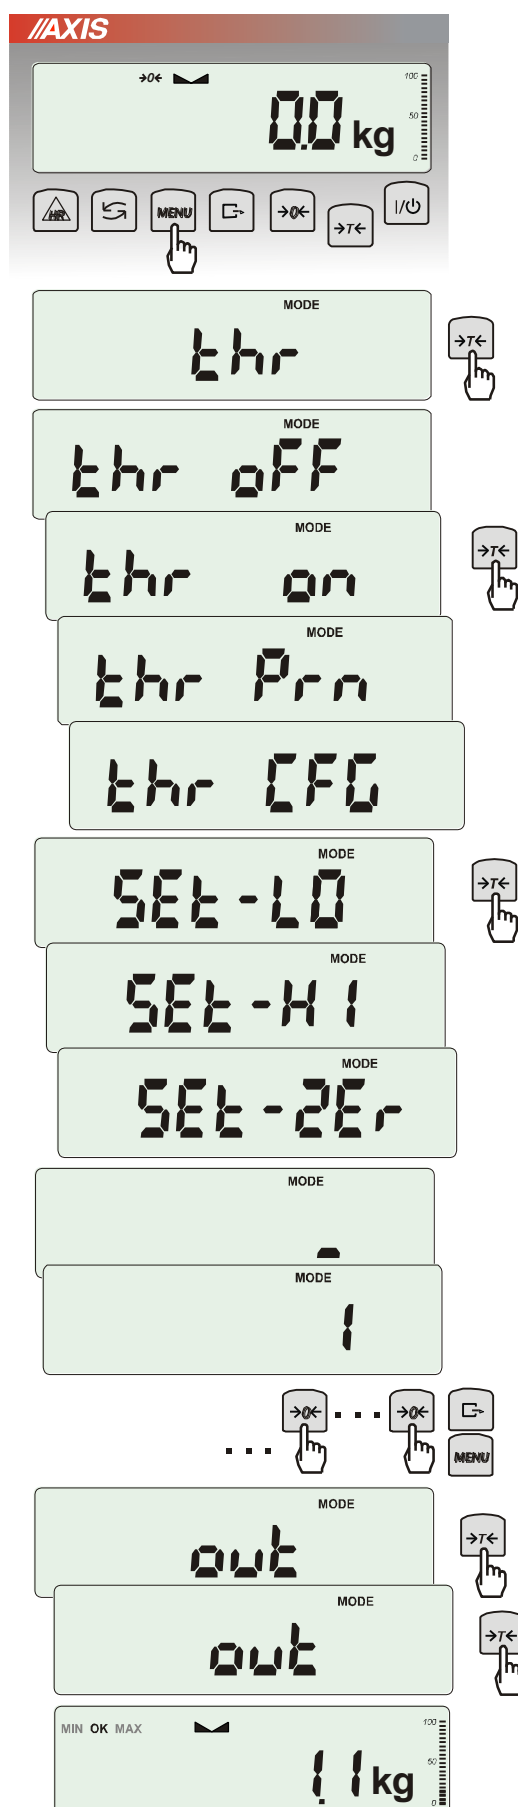 AXIS
→0← 100
50
0.0 kg
0
HR MENU →0← →T← I/⏻
MODE
thr →T←
MODE
thr oFF
MODE
thr on →T←
MODE
thr Prn
thr CFG
MODE
SEt-LO →T←
MODE
SEt-HI
MODE
SEt-ZEr
MODE
-
MODE
1
→0← . . . →0←
. . . MENU
MODE
out →T←
MODE
out →T←
MIN OK MAX 100
50
1.1 kg
0